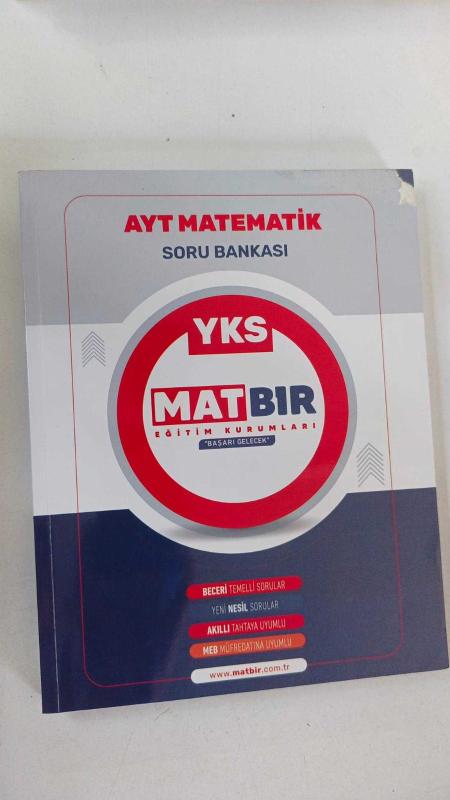 AYT MATEMATİK
SORU BANKASI
YKS
MATBIR
EĞİTİM KURUMLARI
"BAŞARI GELECEK"
BECERİ TEMELLİ SORULAR
YENİ NESİL SORULAR
AKILLI TAHTAYA UYUMLU
MEB MÜFREDATINA UYUMLU
www.matbir.com.tr